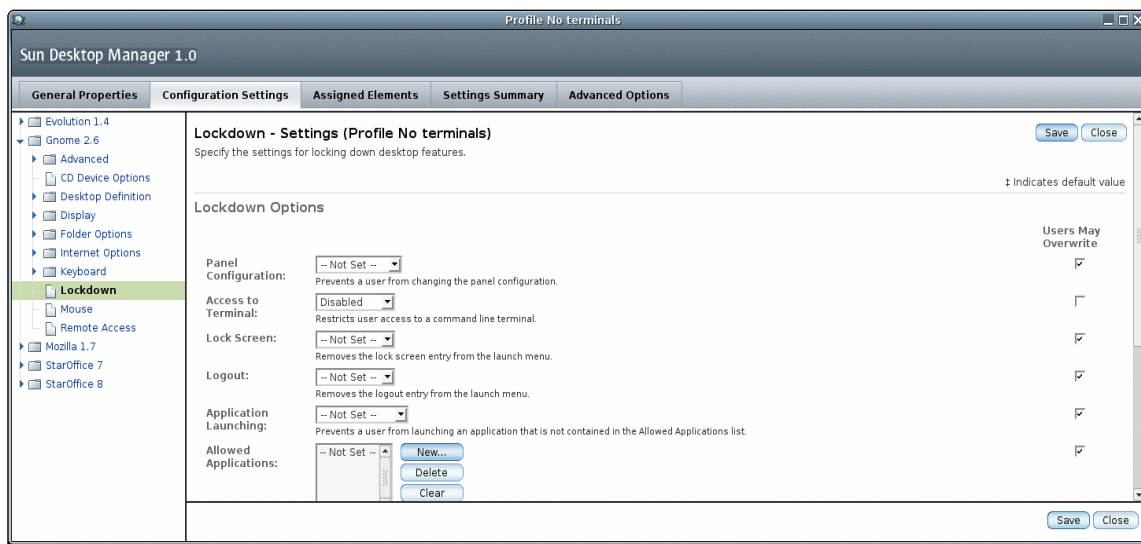 Profile No terminals
Sun Desktop Manager 1.0
General Properties
Configuration Settings
Assigned Elements
Settings Summary
Advanced Options
Evolution 1.4
Gnome 2.6
Advanced
CD Device Options
Desktop Definition
Display
Folder Options
Internet Options
Keyboard
Lockdown
Mouse
Remote Access
Mozilla 1.7
StarOffice 7
StarOffice 8
Lockdown - Settings (Profile No terminals)
Save
Close
Specify the settings for locking down desktop features.
‡ Indicates default value
Lockdown Options
Users May
Overwrite
Panel
Configuration:
-- Not Set --
Prevents a user from changing the panel configuration.
Access to
Terminal:
Disabled
Restricts user access to a command line terminal.
Lock Screen:
-- Not Set --
Removes the lock screen entry from the launch menu.
Logout:
-- Not Set --
Removes the logout entry from the launch menu.
Application
Launching:
-- Not Set --
Prevents a user from launching an application that is not contained in the Allowed Applications list.
Allowed
Applications:
-- Not Set --
New...
Delete
Clear
Save
Close